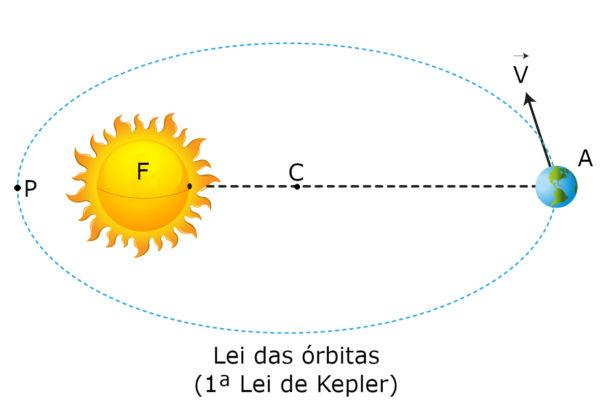 V
A
F
C
P
Lei das órbitas
(1ª Lei de Kepler)